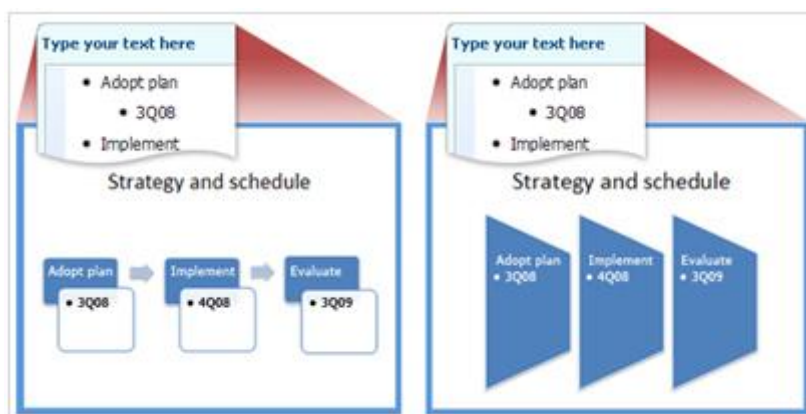 Type your text here
• Adopt plan
• 3Q08
• Implement
Strategy and schedule
Adopt plan
• 3Q08
Implement
• 4Q08
Evaluate
• 3Q09
Type your text here
• Adopt plan
• 3Q08
• Implement
Strategy and schedule
Adopt plan
• 3Q08
Implement
• 4Q08
Evaluate
• 3Q09